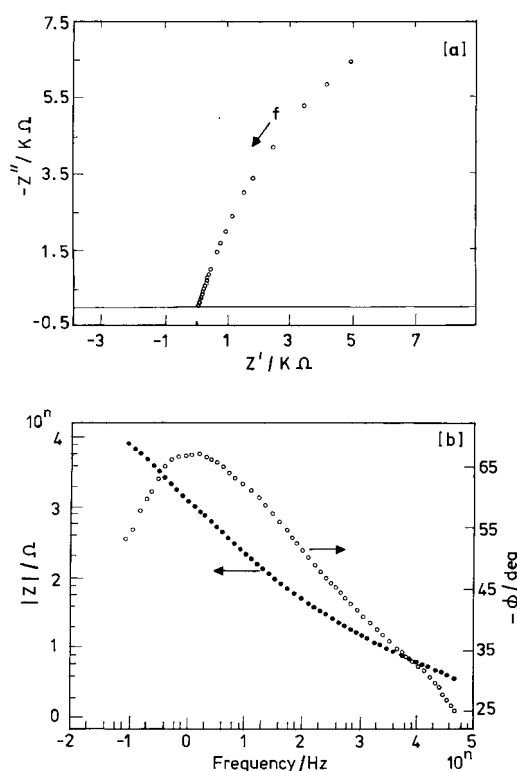 7.5
[a]
f
5.5
3.5
1.5
-0.5
-Z"/KΩ
-3 -1 1 3 5 7
Z'/KΩ
10ⁿ
[b]
4
3
2
1
0
|Z|/Ω
65
55
45
35
25
-Φ/deg
-2 -1 0 1 2 3 4 5
10ⁿ
Frequency/Hz